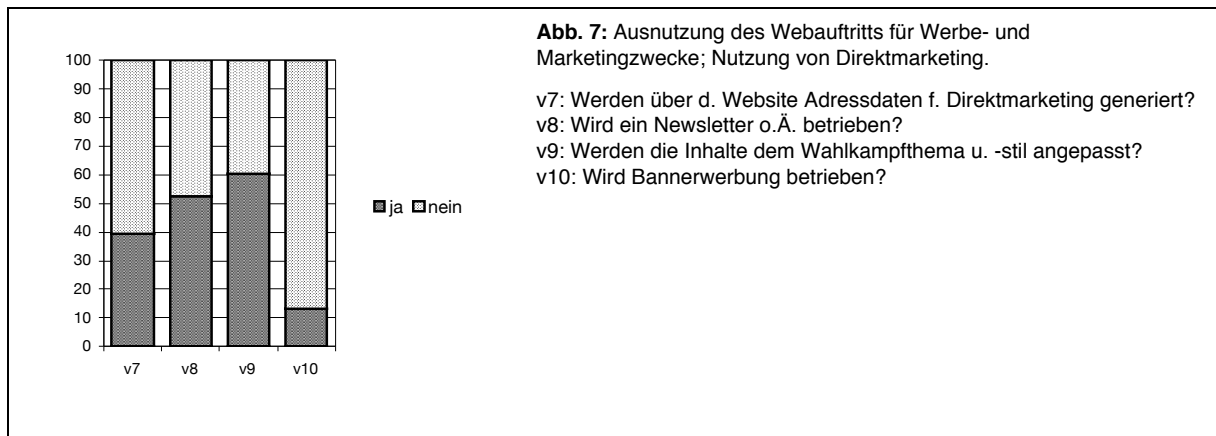 Abb. 7: Ausnutzung des Webauftritts für Werbe- und
Marketingzwecke; Nutzung von Direktmarketing.
v7: Werden über d. Website Adressdaten f. Direktmarketing generiert?
v8: Wird ein Newsletter o.Ä. betrieben?
v9: Werden die Inhalte dem Wahlkampfthema u. -stil angepasst?
v10: Wird Bannerwerbung betrieben?
100
90
80
70
60
50
40
30
20
10
0
v7 v8 v9 v10
ja nein